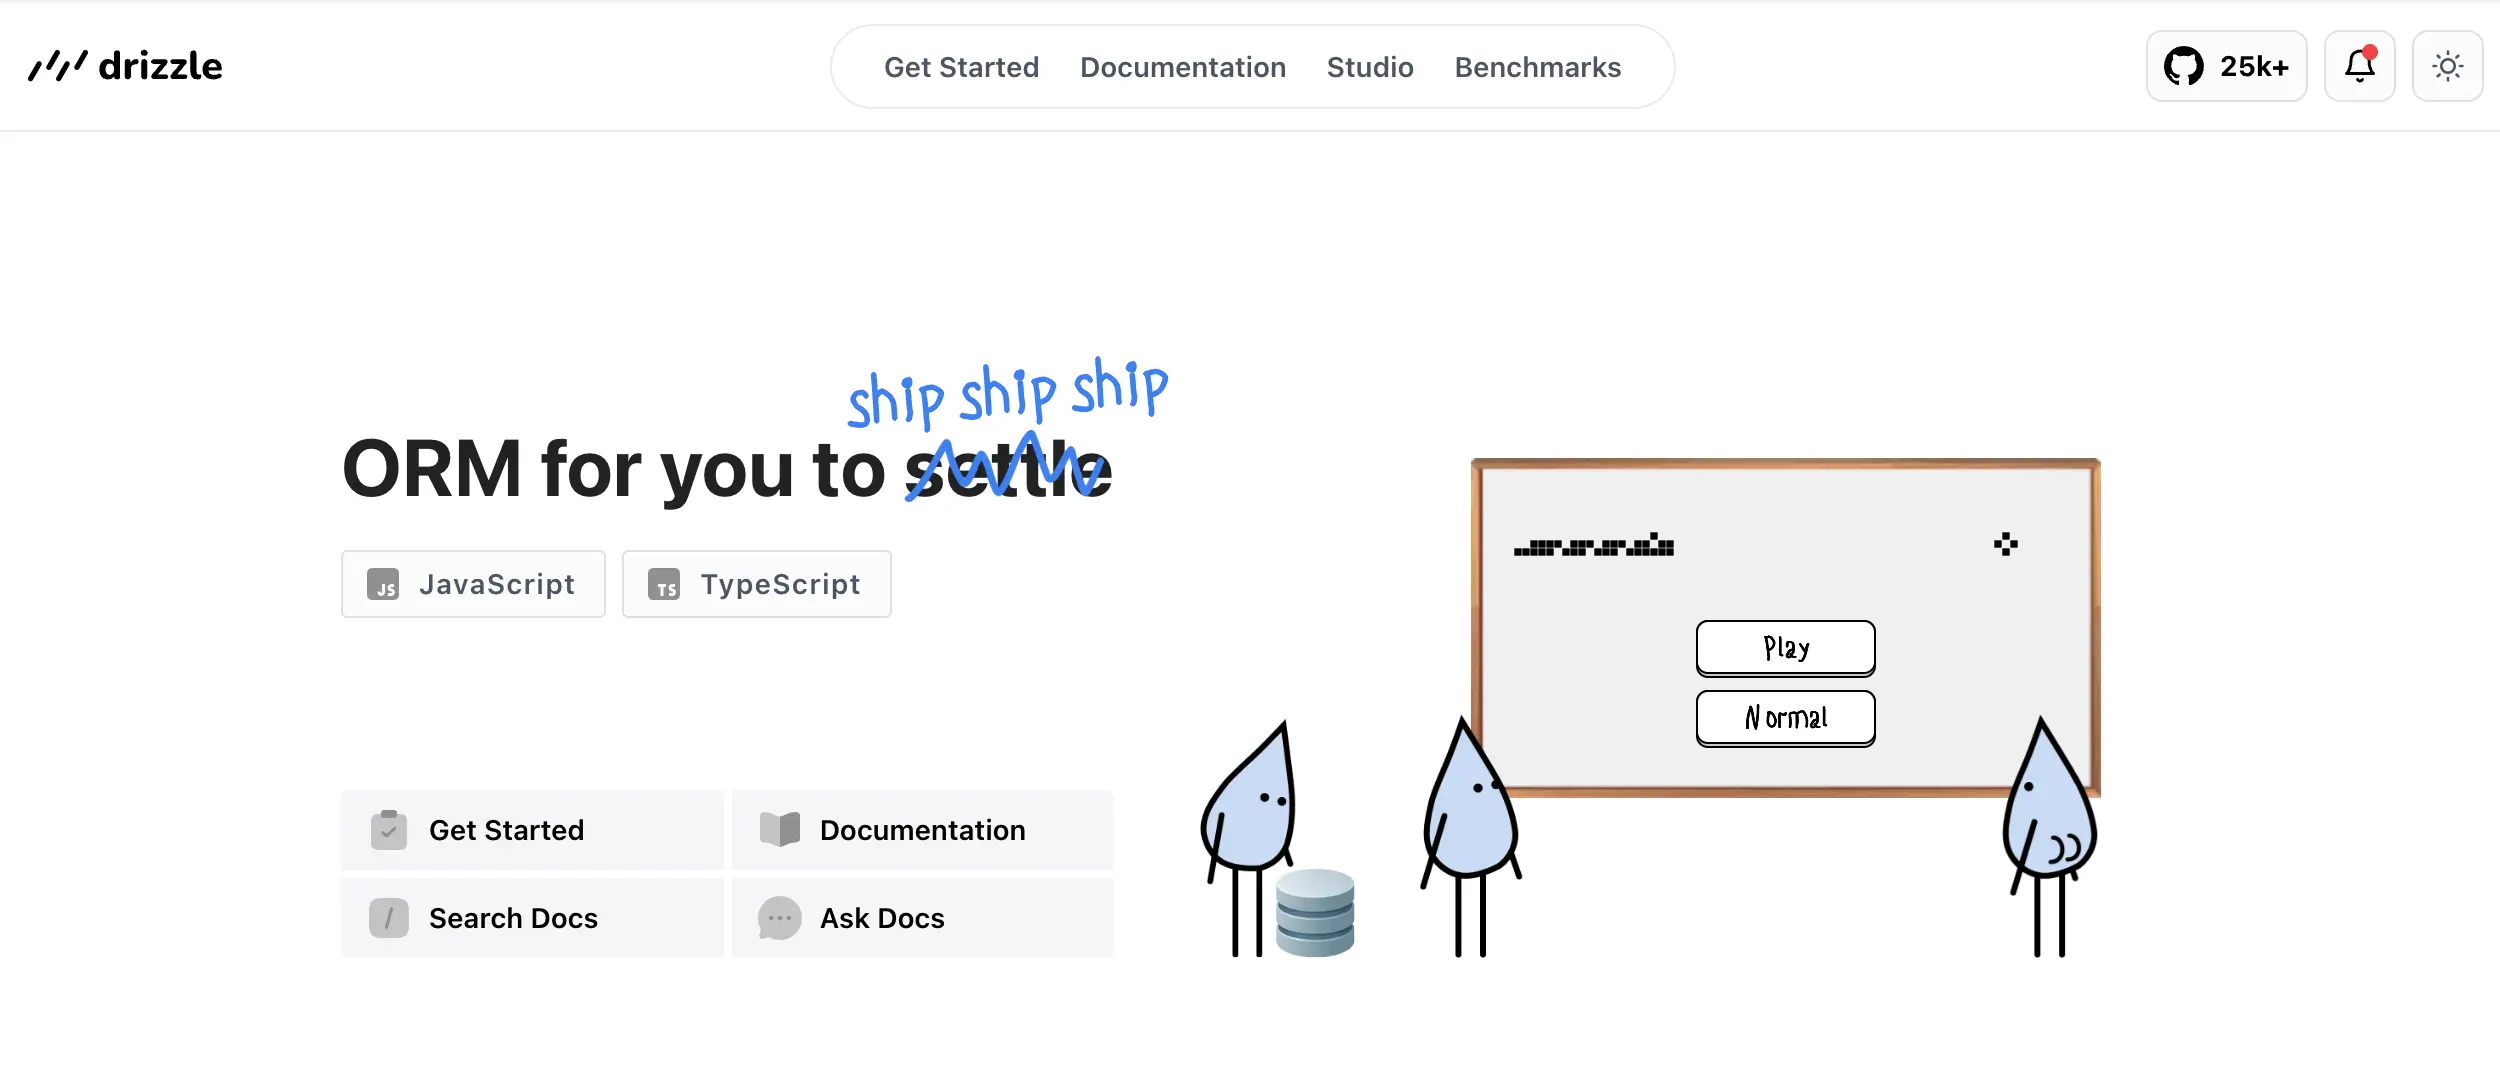 drizzle
Get Started Documentation Studio Benchmarks
25k+
ship ship ship
ORM for you to settle
JS JavaScript TS TypeScript
Play
Normal
Get Started Documentation
/ Search Docs Ask Docs